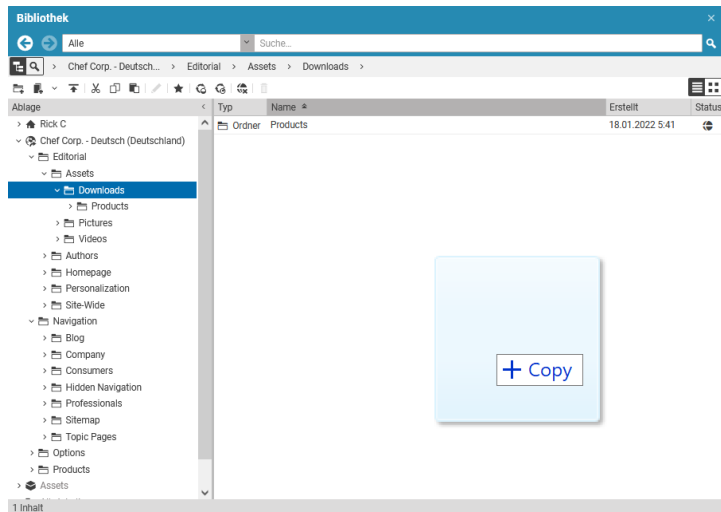 Bibliothek
Alle
Suche...
Chef Corp. - Deutsch... > Editorial > Assets > Downloads >
Ablage
Typ Name Erstellt Status
Rick C
Chef Corp. - Deutsch (Deutschland)
Editorial
Assets
Downloads
Products
Pictures
Videos
Authors
Homepage
Personalization
Site-Wide
Navigation
Blog
Company
Consumers
Hidden Navigation
Professionals
Sitemap
Topic Pages
Options
Products
Assets
Ordner Products 18.01.2022 5:41
+ Copy
1 Inhalt